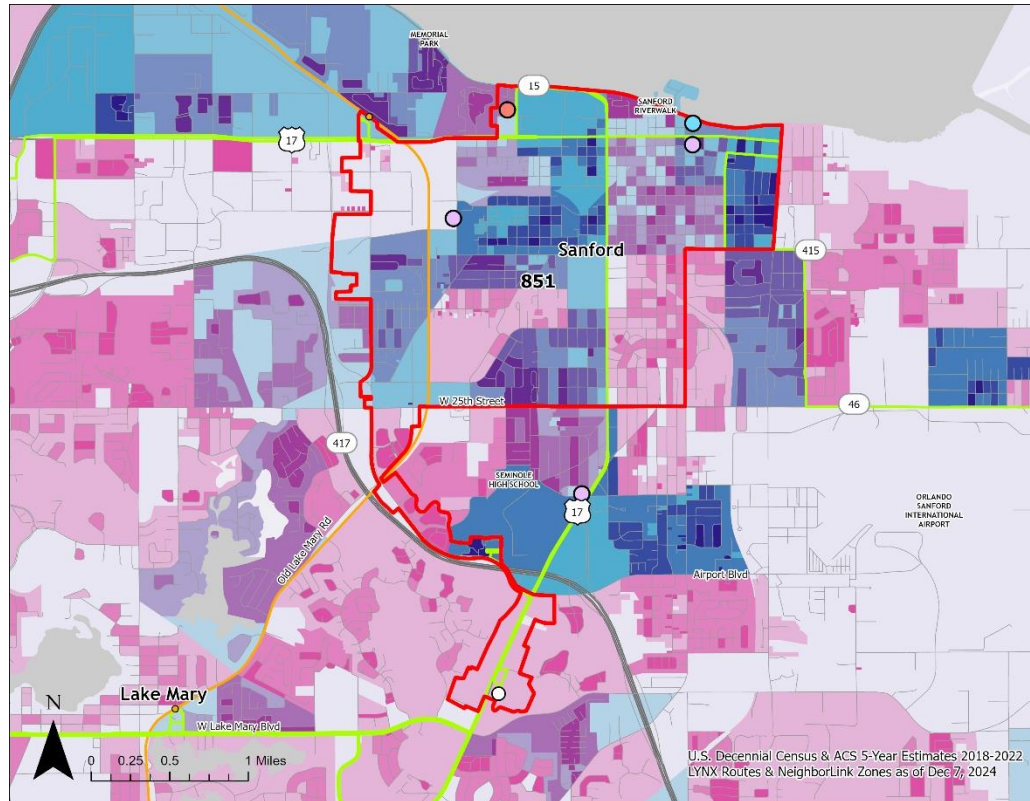 MEMORIAL
PARK
15
SANFORD
RIVERWALK
17
Sanford
415
851
W 25th Street
46
417
SEMINOLE
HIGH SCHOOL
17
ORLANDO
SANFORD
INTERNATIONAL
AIRPORT
Old Lake Mary Rd
Airport Blvd
Lake Mary
N
W Lake Mary Blvd
0 0.25 0.5 1 Miles
U.S. Decennial Census & ACS 5-Year Estimates 2018-2022
LYNX Routes & NeighborLink Zones as of Dec 7, 2024